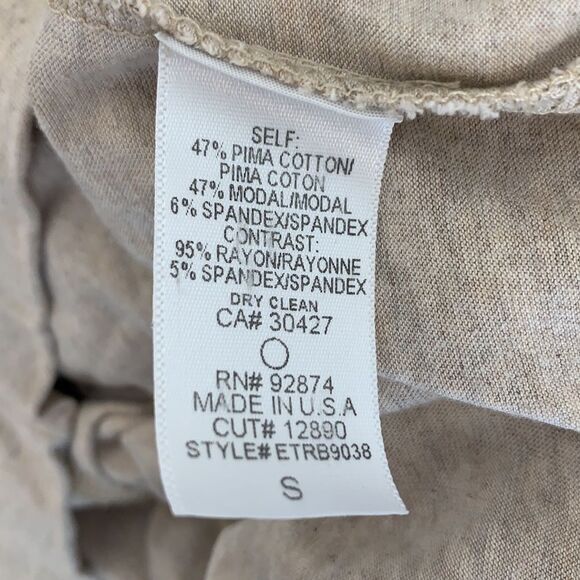 SELF:
47% PIMA COTTON/
PIMA COTON
47% MODAL/MODAL
6% SPANDEX/SPANDEX
CONTRAST:
95% RAYON/RAYONNE
5% SPANDEX/SPANDEX
DRY CLEAN
CA# 30427
RN# 92874
MADE IN U.S.A
CUT# 12890
STYLE# ETRB9038
S